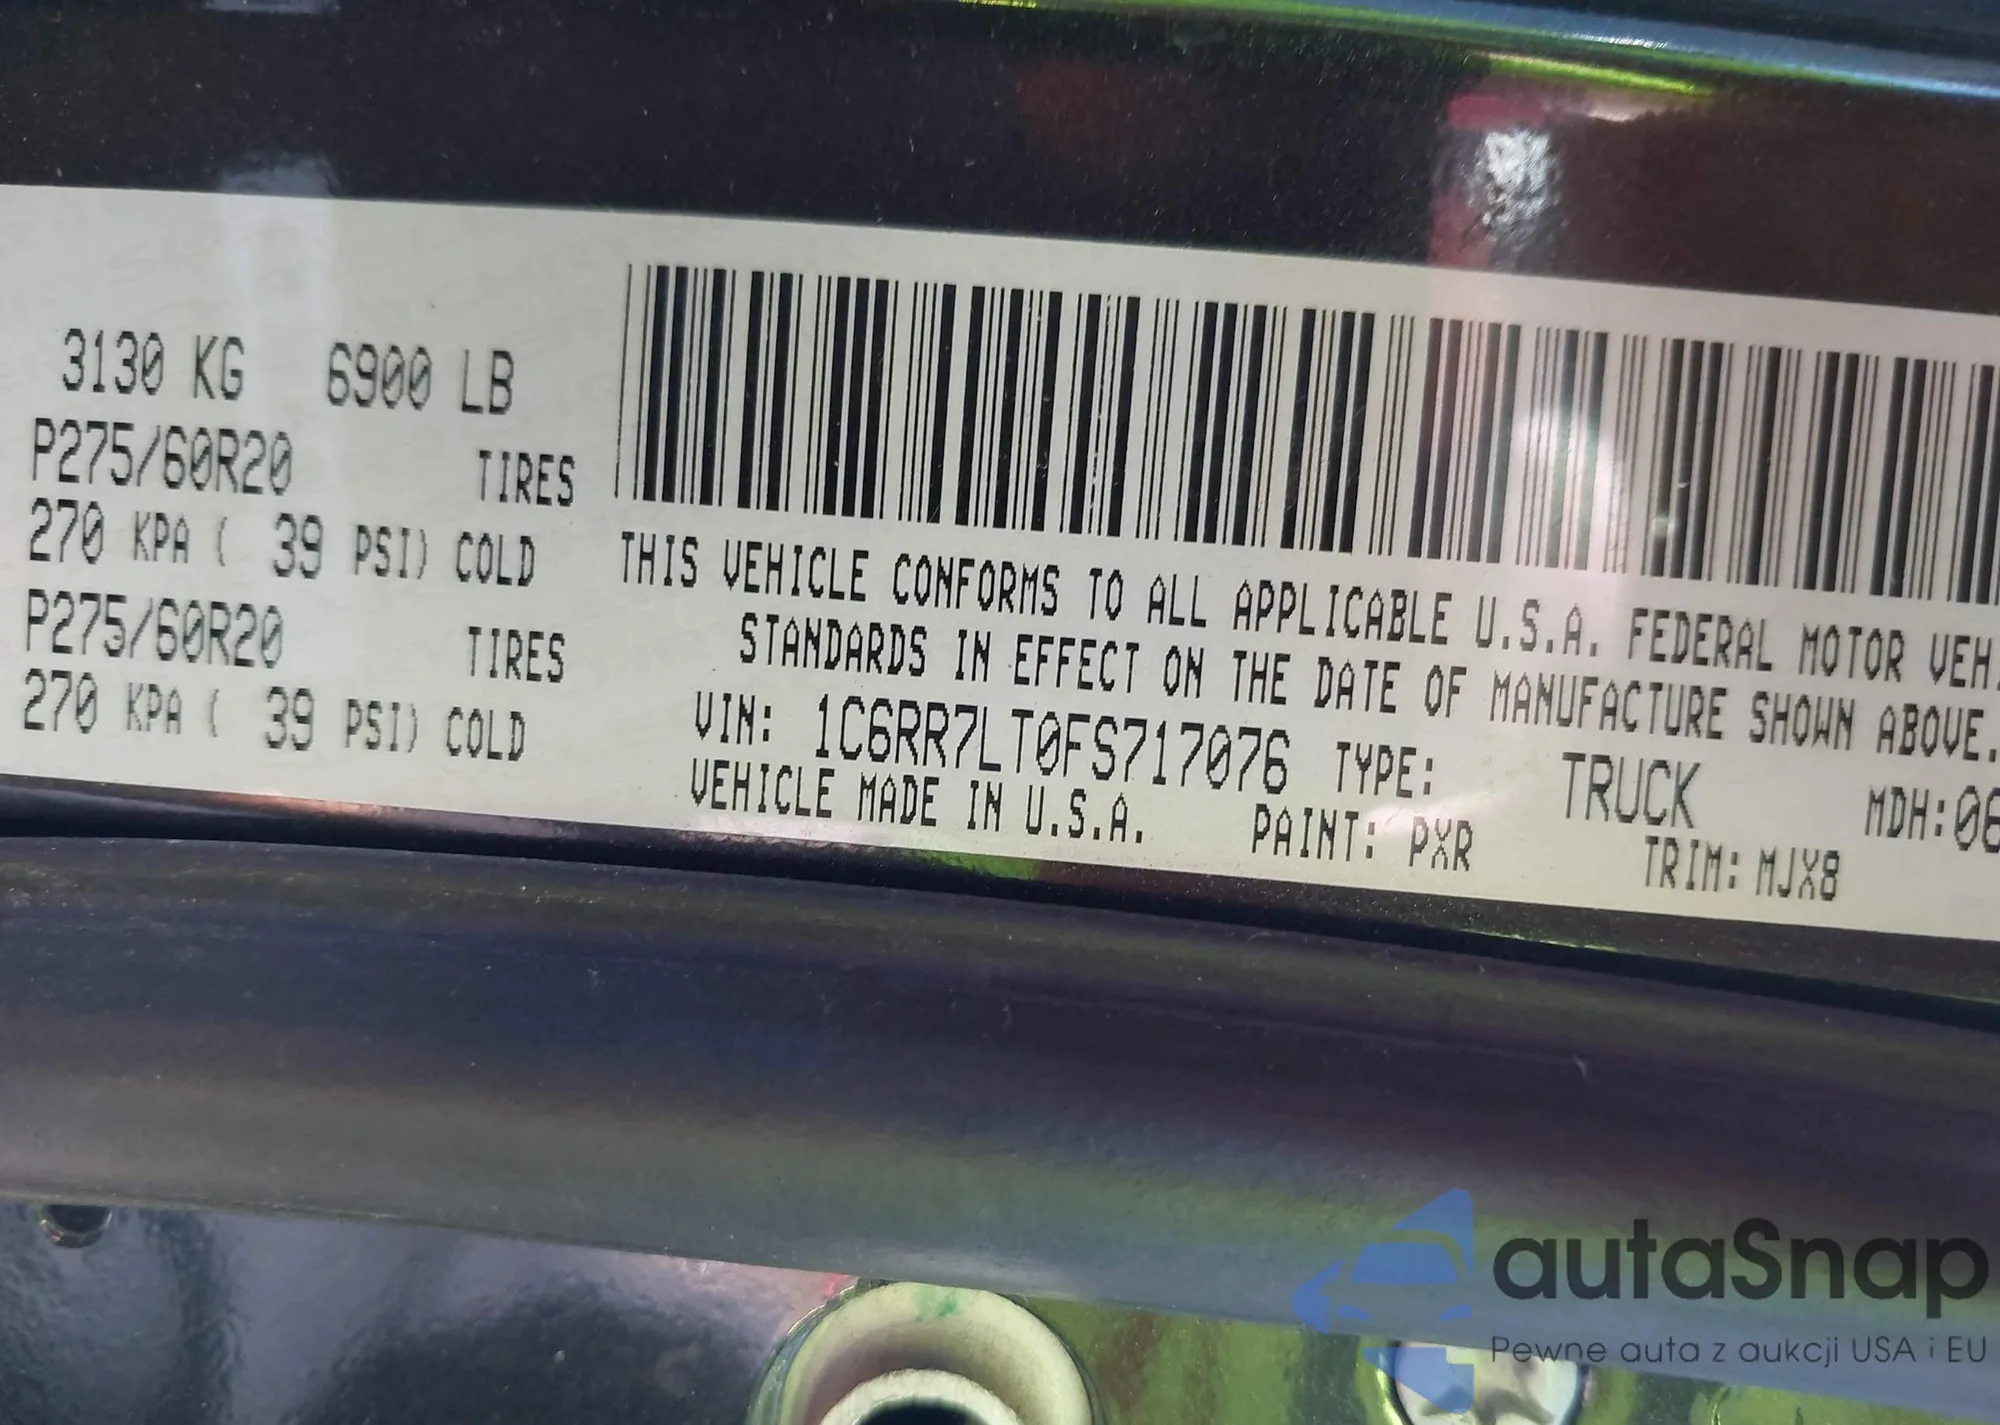 3130 KG 6900 LB
P275/60R20 TIRES
270 KPA ( 39 PSI) COLD
P275/60R20 TIRES
270 KPA ( 39 PSI) COLD
THIS VEHICLE CONFORMS TO ALL APPLICABLE U.S.A. FEDERAL MOTOR VEH
STANDARDS IN EFFECT ON THE DATE OF MANUFACTURE SHOWN ABOVE.
VIN: 1C6RR7LT0FS717076 TYPE: TRUCK MDH:06
VEHICLE MADE IN U.S.A. PAINT: PXR TRIM: MJX8
autaSnap
Pewne auta z aukcji USA i EU